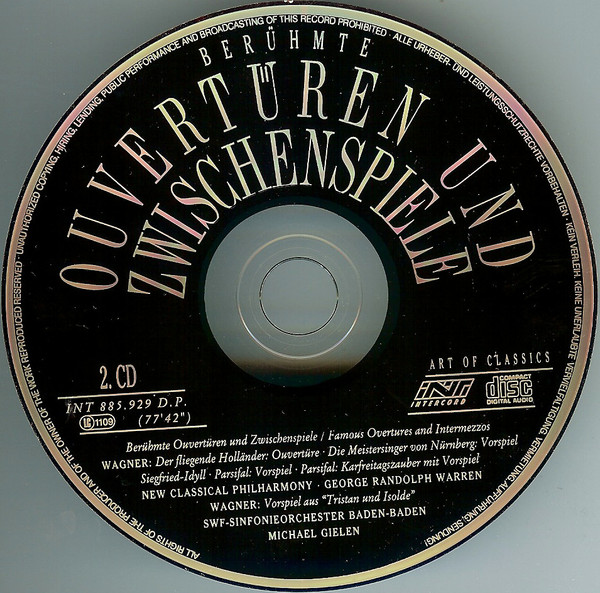 BERÜHMTE
OUVERTÜREN UND
ZWISCHENSPIELE
2. CD
INT 885.929 D.P.
LC 1109
(77'42")
ART OF CLASSICS
INT
INTERCORD
COMPACT
disc
DIGITAL AUDIO
Berühmte Ouvertüren und Zwischenspiele / Famous Overtures and Intermezzos
WAGNER: Der fliegende Holländer: Ouvertüre · Die Meistersinger von Nürnberg: Vorspiel
Siegfried-Idyll · Parsifal: Vorspiel · Parsifal: Karfreitagszauber mit Vorspiel
NEW CLASSICAL PHILHARMONY · GEORGE RANDOLPH WARREN
WAGNER: Vorspiel aus "Tristan und Isolde"
SWF-SINFONIEORCHESTER BADEN-BADEN
MICHAEL GIELEN
ALL RIGHTS OF THE PRODUCER AND OF THE OWNER OF THE WORK REPRODUCED RESERVED · UNAUTHORIZED COPYING, HIRING, LENDING, PUBLIC PERFORMANCE AND BROADCASTING OF THIS RECORD PROHIBITED · ALLE URHEBER- UND LEISTUNGSSCHUTZRECHTE VORBEHALTEN · KEIN VERLEIH. KEINE UNERLAUBTE VERVIELFÄLTIGUNG, VERMIETUNG, AUFFÜHRUNG, SENDUNG!